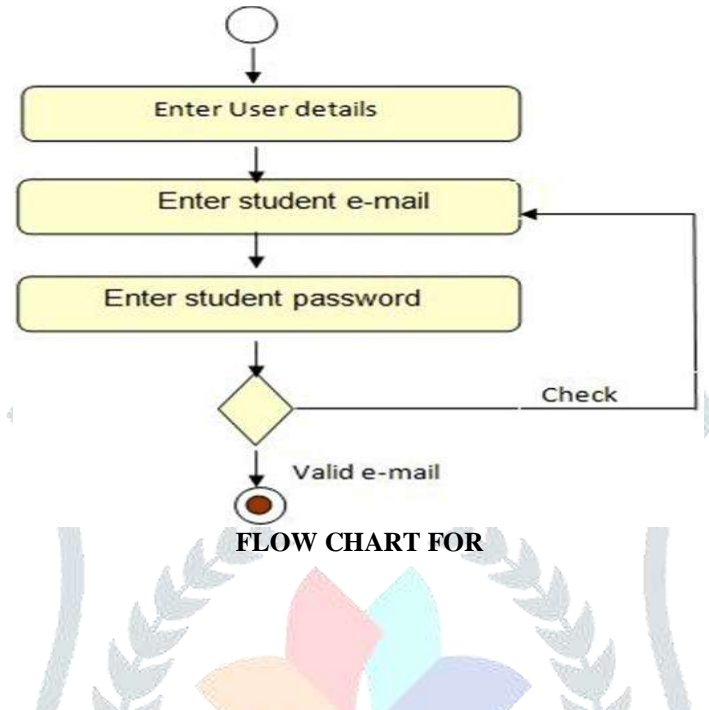 Enter User details
Enter student e-mail
Enter student password
Check
Valid e-mail
FLOW CHART FOR